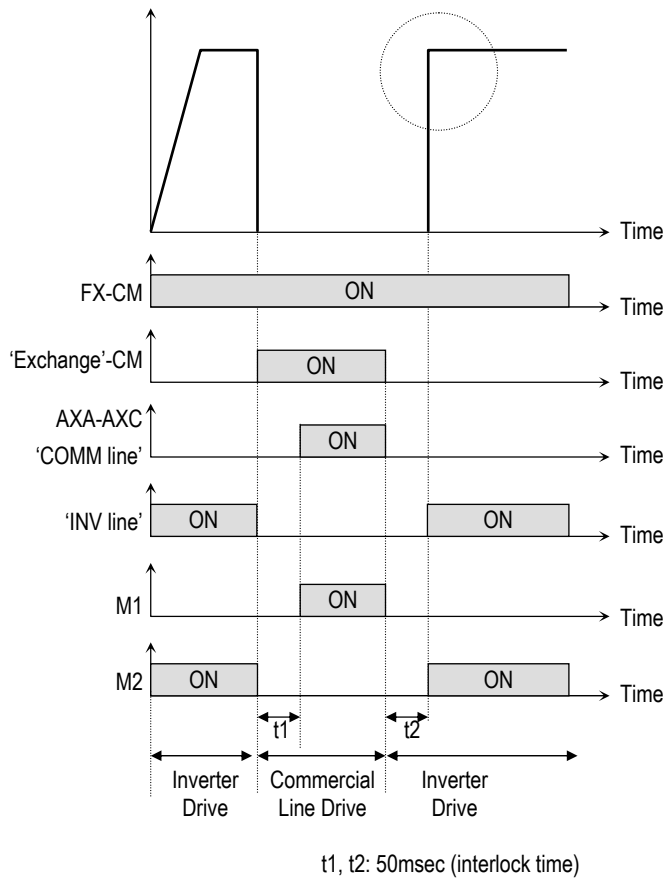 Time
FX-CM
ON
Time
‘Exchange’-CM
ON
Time
AXA-AXC
‘COMM line’
ON
Time
‘INV line’
ON
ON
Time
M1
ON
Time
M2
ON
ON
Time
t1
t2
Inverter
Drive
Commercial
Line Drive
Inverter
Drive
t1, t2: 50msec (interlock time)